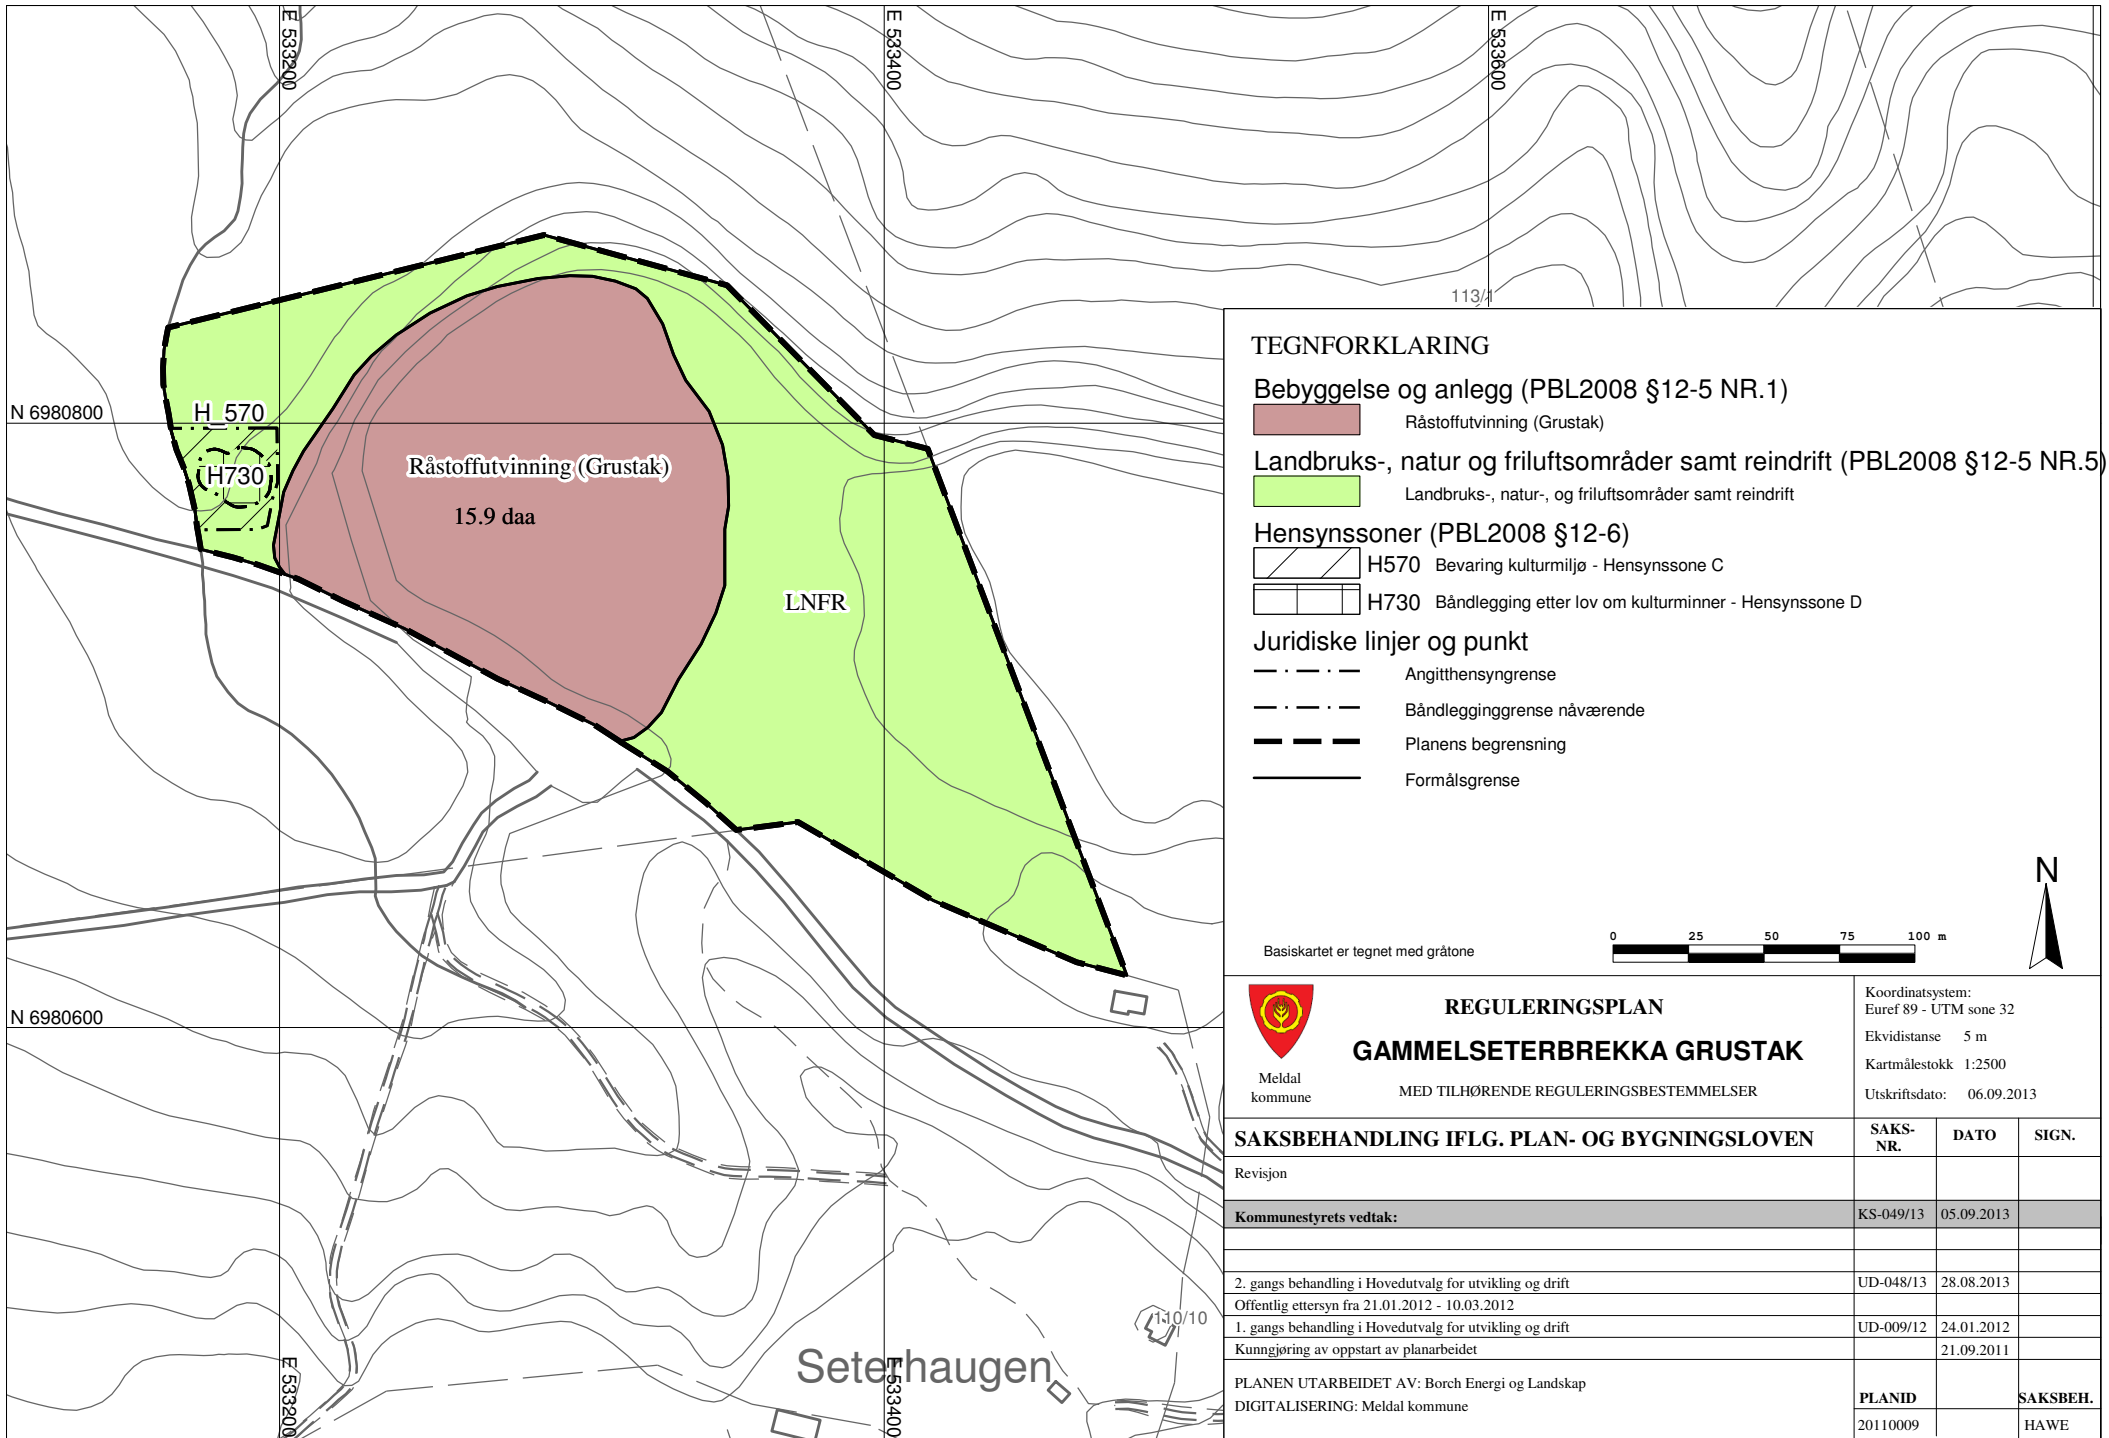 E 533200
E 533400
E 533600
113/1
N 6980800
H_570
H730
Råstoffutvinning (Grustak)
15.9 daa
LNFR
N 6980600
Seterhaugen
110/10
E 533200
E 533400
TEGNFORKLARING
Bebyggelse og anlegg (PBL2008 §12-5 NR.1)
Råstoffutvinning (Grustak)
Landbruks-, natur og friluftsområder samt reindrift (PBL2008 §12-5 NR.5)
Landbruks-, natur-, og friluftsområder samt reindrift
Hensynssoner (PBL2008 §12-6)
H570 Bevaring kulturmiljø - Hensynssone C
H730 Båndlegging etter lov om kulturminner - Hensynssone D
Juridiske linjer og punkt
Angitthensyngrense
Båndlegginggrense nåværende
Planens begrensning
Formålsgrense
N
Basiskartet er tegnet med gråtone
0 25 50 75 100 m
Meldal
kommune
REGULERINGSPLAN
GAMMELSETERBREKKA GRUSTAK
MED TILHØRENDE REGULERINGSBESTEMMELSER
Koordinatsystem:
Euref 89 - UTM sone 32
Ekvidistanse 5 m
Kartmålestokk 1:2500
Utskriftsdato: 06.09.2013
SAKSBEHANDLING IFLG. PLAN- OG BYGNINGSLOVEN
SAKS-
NR.
DATO
SIGN.
Revisjon
Kommunestyrets vedtak: KS-049/13 05.09.2013
2. gangs behandling i Hovedutvalg for utvikling og drift UD-048/13 28.08.2013
Offentlig ettersyn fra 21.01.2012 - 10.03.2012
1. gangs behandling i Hovedutvalg for utvikling og drift UD-009/12 24.01.2012
Kunngjøring av oppstart av planarbeidet 21.09.2011
PLANEN UTARBEIDET AV: Borch Energi og Landskap
DIGITALISERING: Meldal kommune
PLANID SAKSBEH.
20110009 HAWE